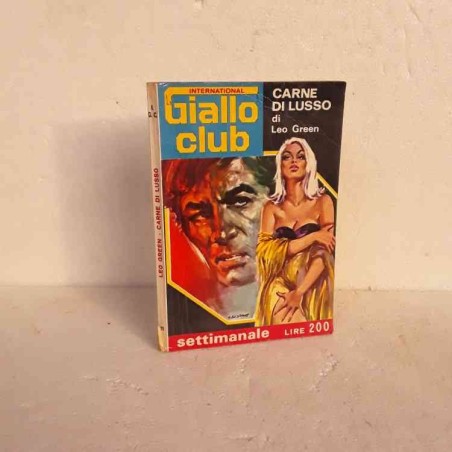 INTERNATIONAL
Giallo
club
CARNE
DI LUSSO
di
Leo Green
settimanale LIRE 200
LEO GREEN - CARNE DI LUSSO